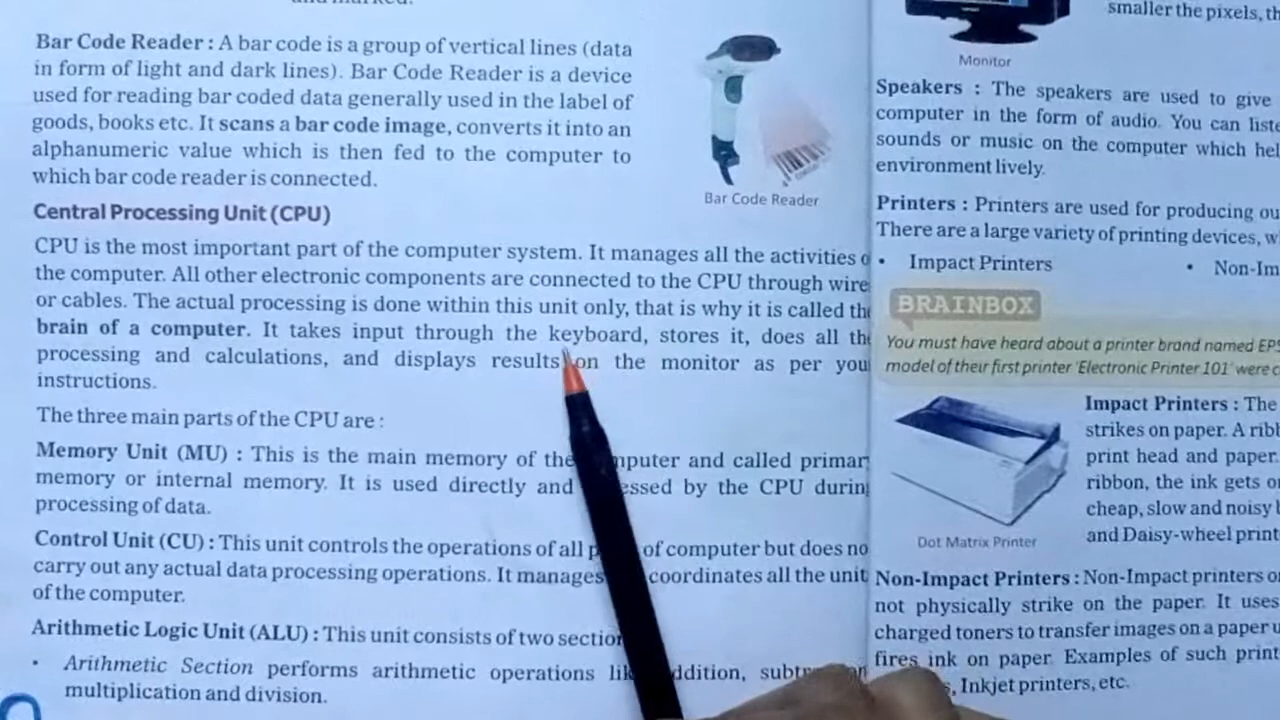 Bar Code Reader : A bar code is a group of vertical lines (data
in form of light and dark lines). Bar Code Reader is a device
used for reading bar coded data generally used in the label of
goods, books etc. It scans a bar code image, converts it into an
alphanumeric value which is then fed to the computer to
which bar code reader is connected.
Bar Code Reader
Central Processing Unit (CPU)
CPU is the most important part of the computer system. It manages all the activities
the computer. All other electronic components are connected to the CPU through wire
or cables. The actual processing is done within this unit only, that is why it is called th
brain of a computer. It takes input through the keyboard, stores it, does all th
processing and calculations, and displays results on the monitor as per you
instructions.
The three main parts of the CPU are :
Memory Unit (MU) : This is the main memory of the mputer and called primar
memory or internal memory. It is used directly and essed by the CPU durin
processing of data.
Control Unit (CU) : This unit controls the operations of all of computer but does no
carry out any actual data processing operations. It manages coordinates all the unit
of the computer.
Arithmetic Logic Unit (ALU) : This unit consists of two section
• Arithmetic Section performs arithmetic operations lik ddition,
multiplication and division.
smaller the pixels, th
Monitor
Speakers : The speakers are used to give
computer in the form of audio. You can liste
sounds or music on the computer which hel
environment lively.
Printers : Printers are used for producing ou
There are a large variety of printing devices, w
• Impact Printers • Non-Im
BRAINBOX
You must have heard about a printer brand named EPS
model of their first printer 'Electronic Printer 101' were c
Impact Printers : The
strikes on paper. A ribb
print head and paper.
ribbon, the ink gets o
cheap, slow and noisy b
and Daisy-wheel print
Dot Matrix Printer
Non-Impact Printers : Non-Impact printers
not physically strike on the paper. It uses
charged toners to transfer images on a paper
fires ink on paper. Examples of such print
Inkjet printers, etc.